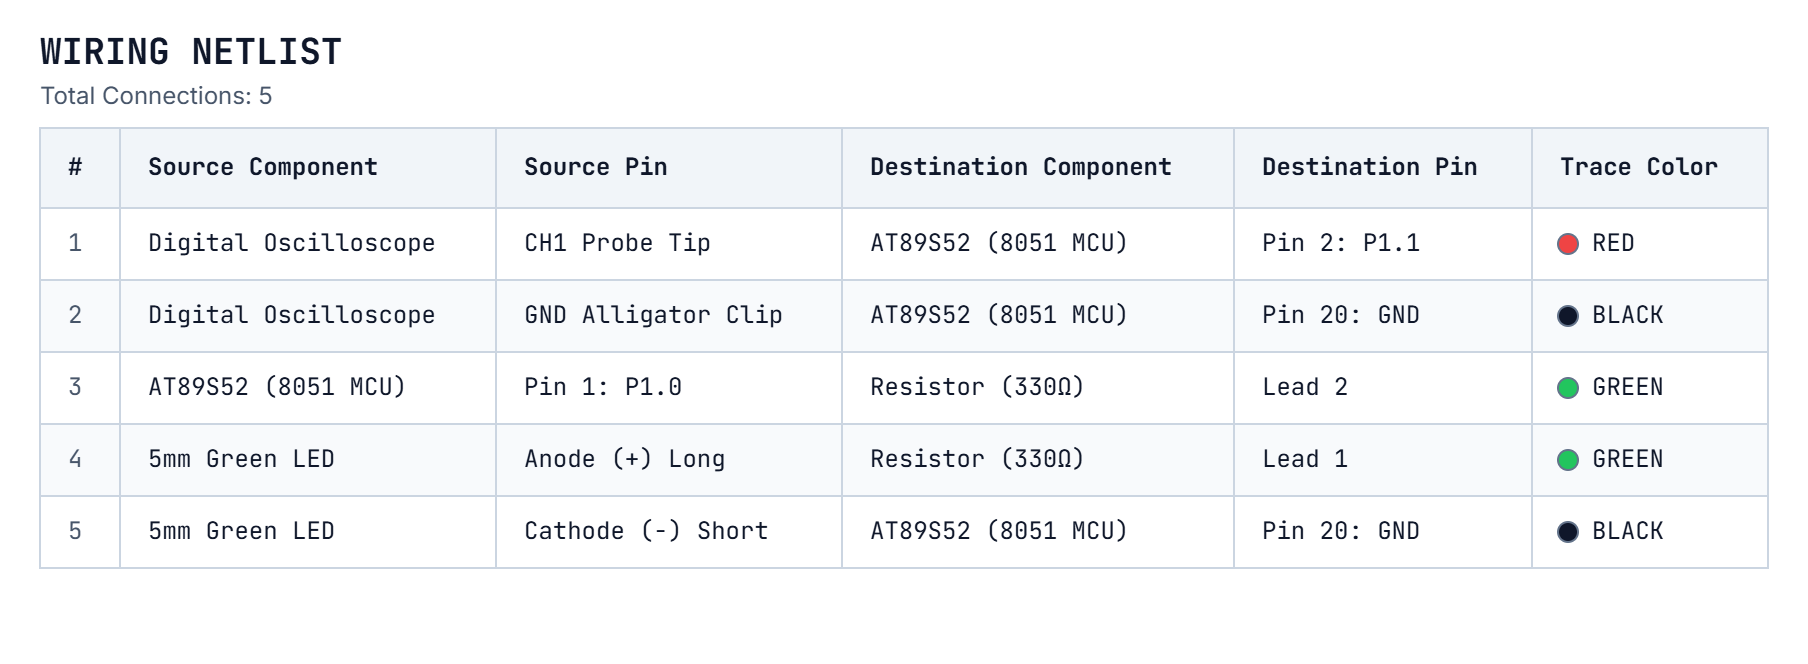 WIRING NETLIST
Total Connections: 5
# Source Component Source Pin Destination Component Destination Pin Trace Color
1 Digital Oscilloscope CH1 Probe Tip AT89S52 (8051 MCU) Pin 2: P1.1 RED
2 Digital Oscilloscope GND Alligator Clip AT89S52 (8051 MCU) Pin 20: GND BLACK
3 AT89S52 (8051 MCU) Pin 1: P1.0 Resistor (330Ω) Lead 2 GREEN
4 5mm Green LED Anode (+) Long Resistor (330Ω) Lead 1 GREEN
5 5mm Green LED Cathode (-) Short AT89S52 (8051 MCU) Pin 20: GND BLACK